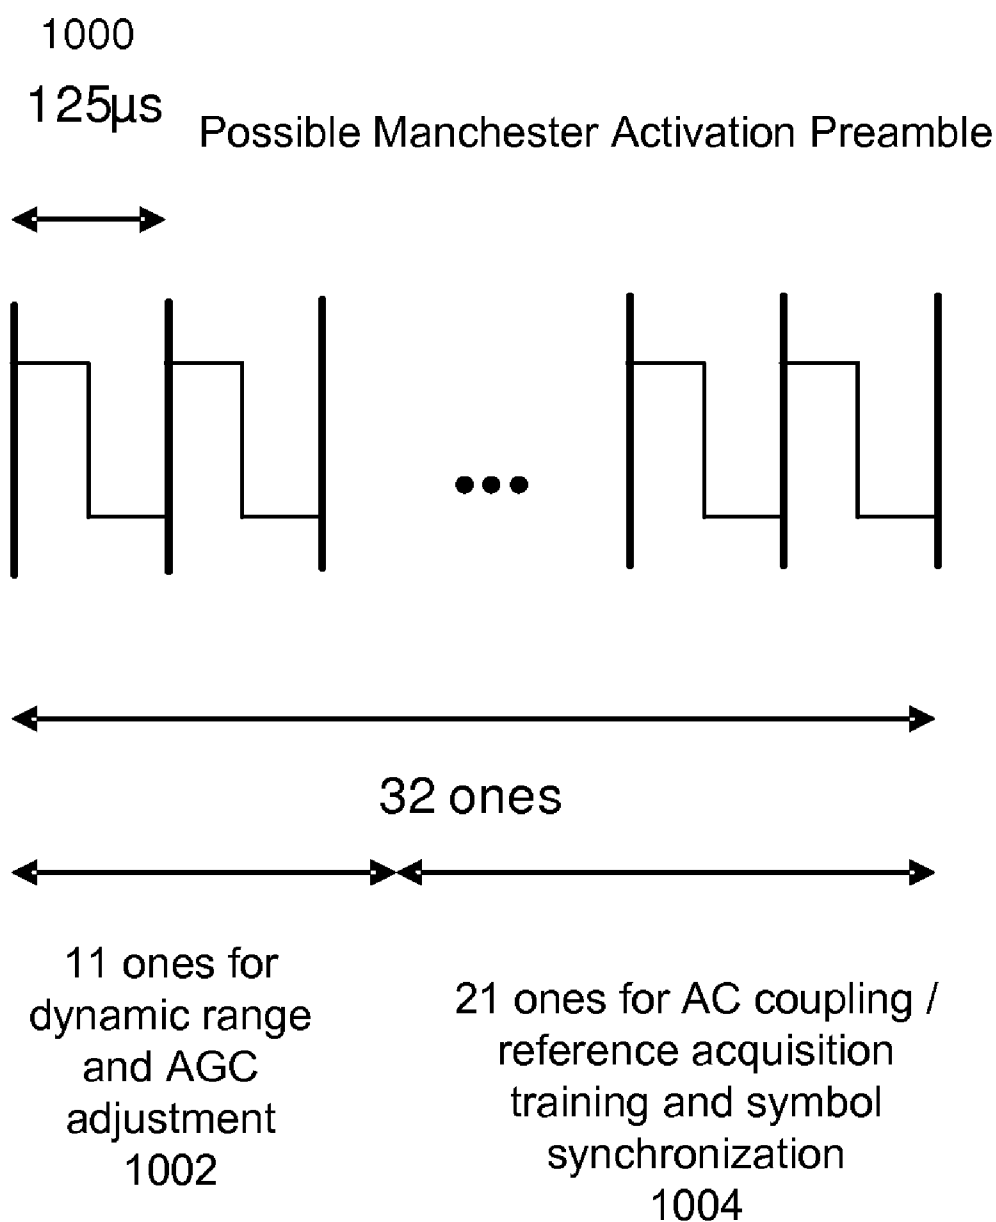 1000
125µs
Possible Manchester Activation Preamble
32 ones
11 ones for
dynamic range
and AGC
adjustment
1002
21 ones for AC coupling /
reference acquisition
training and symbol
synchronization
1004